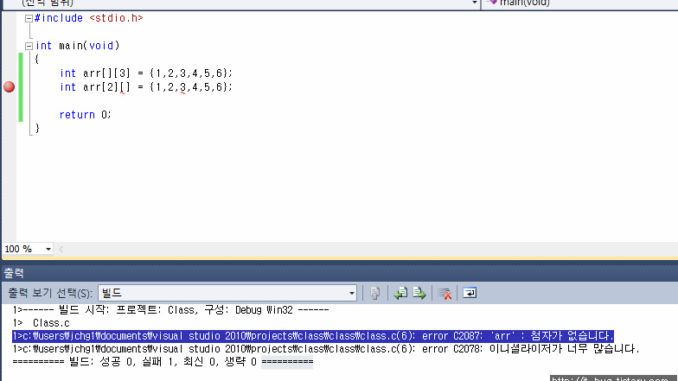 (전역 범위)
main(void)
#include <stdio.h>
int main(void)
{
int arr[][3] = {1,2,3,4,5,6};
int arr[2][] = {1,2,3,4,5,6};
return 0;
}
100 %
출력
출력 보기 선택(S): 빌드
1>------ 빌드 시작: 프로젝트: Class, 구성: Debug Win32 ------
1> Class.c
1>c:₩users₩jchg1₩documents₩visual studio 2010₩projects₩class₩class₩class.c(6): error C2087: 'arr' : 첨자가 없습니다.
1>c:₩users₩jchg1₩documents₩visual studio 2010₩projects₩class₩class₩class.c(6): error C2078: 이니셜라이저가 너무 많습니다.
========== 빌드: 성공 0, 실패 1, 최신 0, 생략 0 ==========